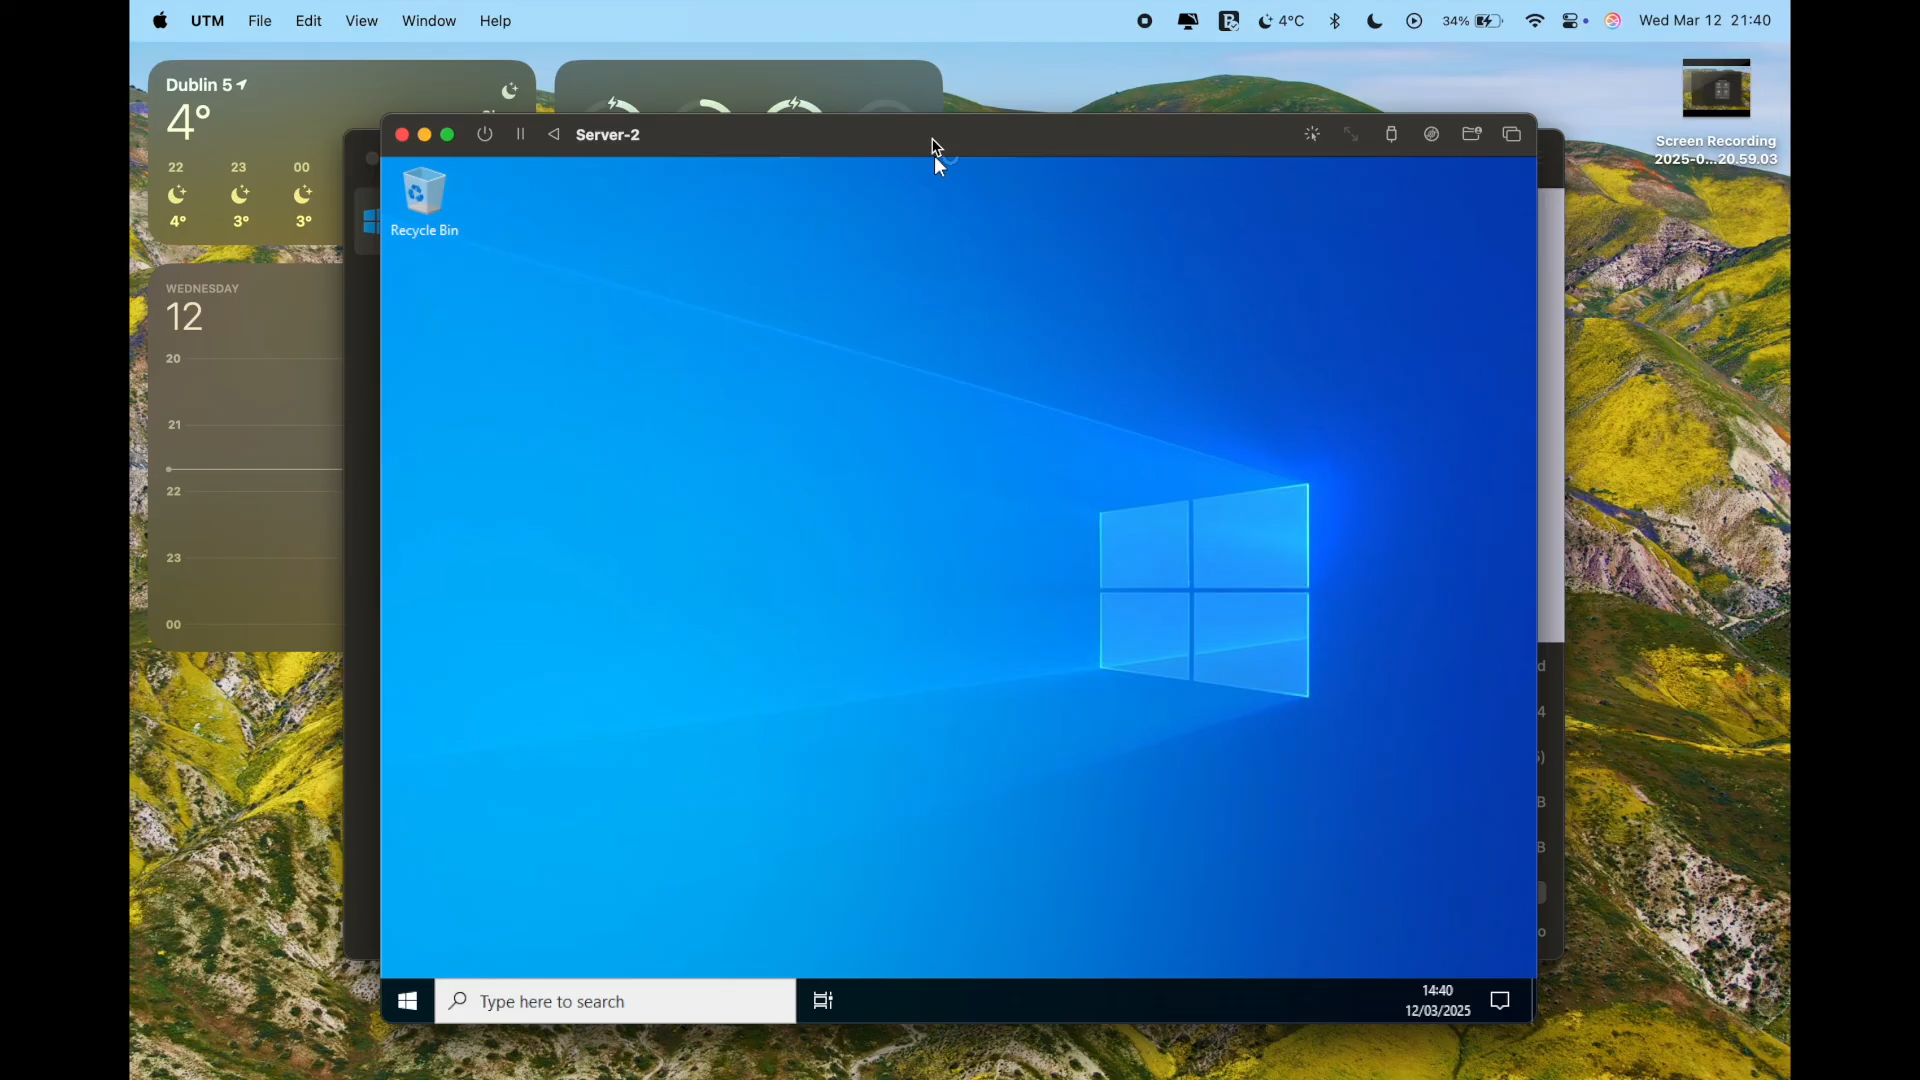 UTM File Edit View Window Help
4°C 34% Wed Mar 12 21:40
Dublin 5
4°
22 23 00
4° 3° 3°
WEDNESDAY
12
20
21
22
23
00
Server-2
Recycle Bin
Screen Recording
2025-0...20.59.03
d
4
)
B
B
o
Type here to search
14:40
12/03/2025